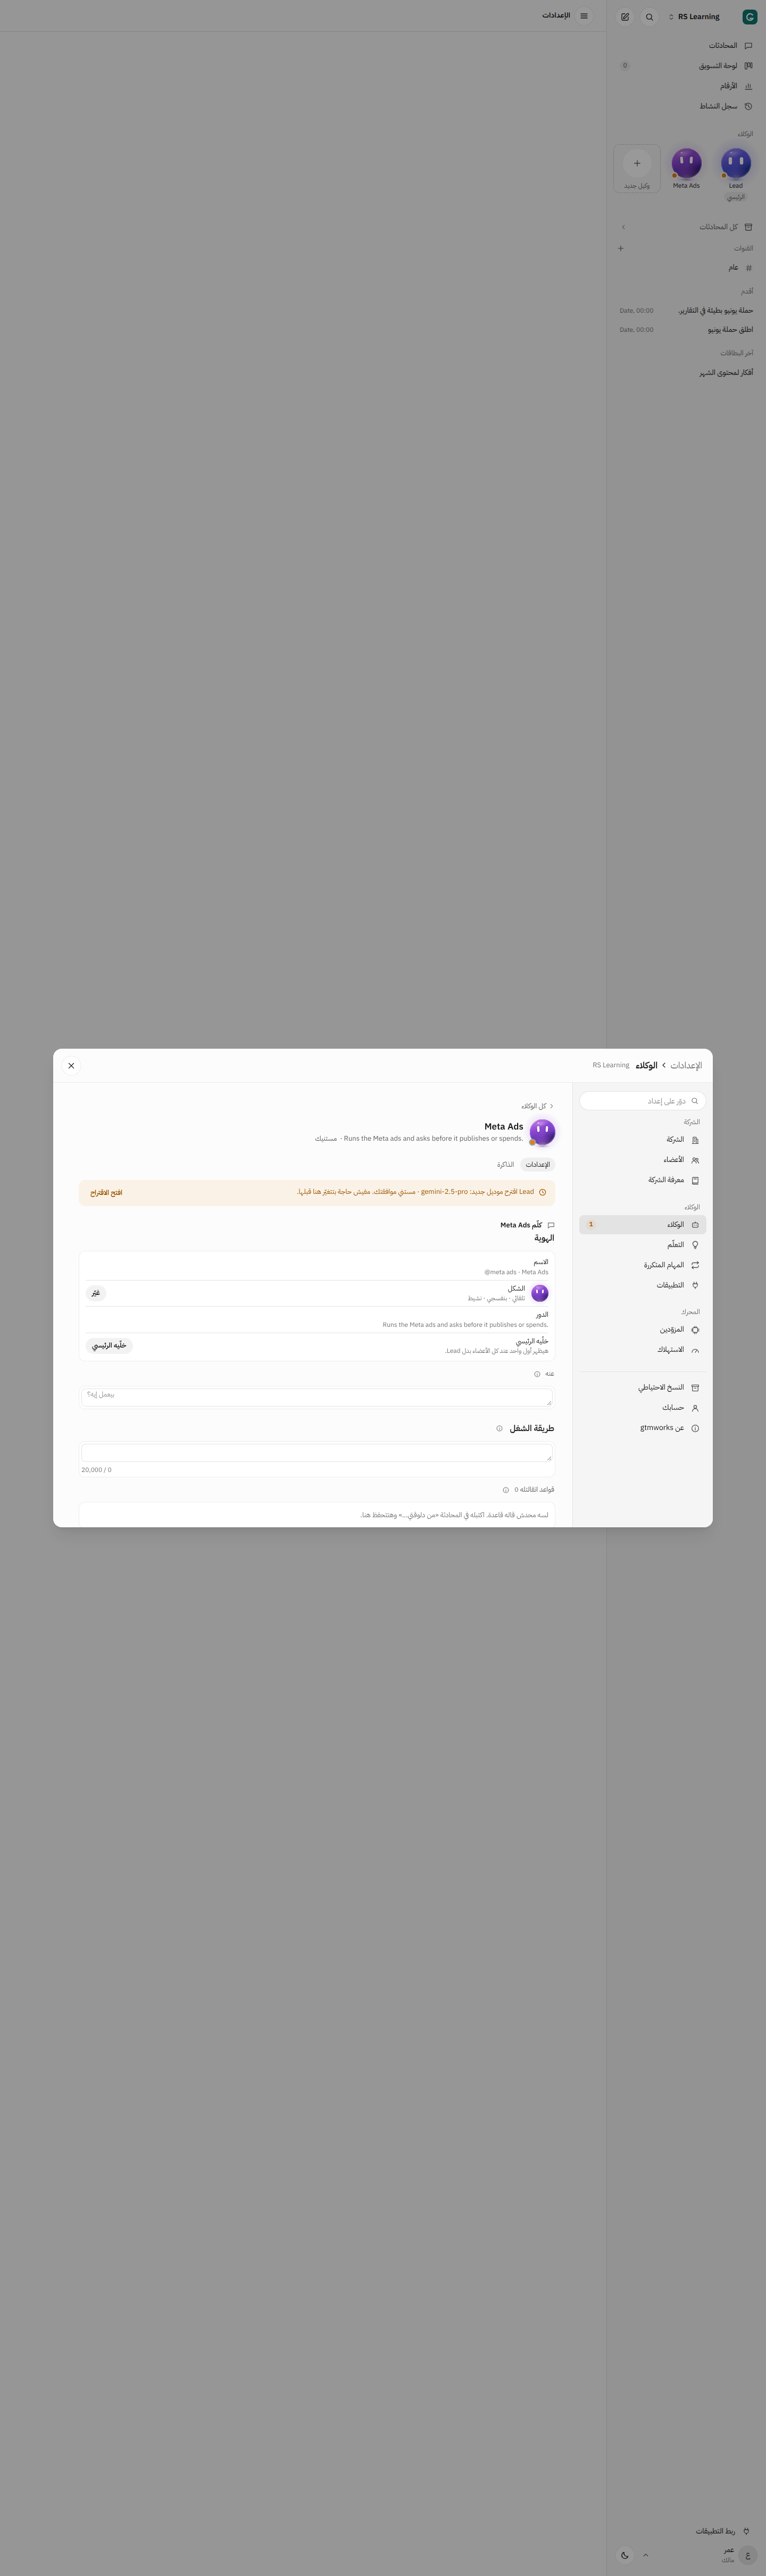 RS Learning
المحادثات
لوحة التسويق 0
الأرقام
سجل النشاط
الوكلاء
Lead
الرئيسي
Meta Ads
وكيل جديد
كل المحادثات
القنوات
# عام
أقدم
حملة يونيو بطيئة في التقارير. Date, 00:00
اطلق حملة يونيو Date, 00:00
آخر البطاقات
أفكار لمحتوى الشهر
الإعدادات
الإعدادات
الوكلاء
RS Learning
دوّر على إعداد
الشركة
الشركة
الأعضاء
معرفة الشركة
الوكلاء
الوكلاء 1
التعلّم
المهام المتكررة
التطبيقات
المحرك
المزوّدين
الاستهلاك
النسخ الاحتياطي
حسابك
عن gtmworks
كل الوكلاء
Meta Ads
Runs the Meta ads and asks before it publishes or spends. · مستنيك
الإعدادات
الذاكرة
Lead اقترح موديل جديد: gemini-2.5-pro · مستني موافقتك. مفيش حاجة بتتغيّر هنا قبلها.
افتح الاقتراح
كلّم Meta Ads
الهوية
الاسم
@meta ads · Meta Ads
الشكل
تلقائي · بنفسجي · نشيط
غيّر
الدور
Runs the Meta ads and asks before it publishes or spends.
خلّيه الرئيسي
هيظهر أول واحد عند كل الأعضاء بدل Lead.
خلّيه الرئيسي
عنه
بيعمل إيه؟
طريقة الشغل
20,000 / 0
قواعد اتقالتله 0
لسه محدش قاله قاعدة. اكتبله في المحادثة «من دلوقتي…» وهتتحفظ هنا.
ربط التطبيقات
ع
عمر
مالك